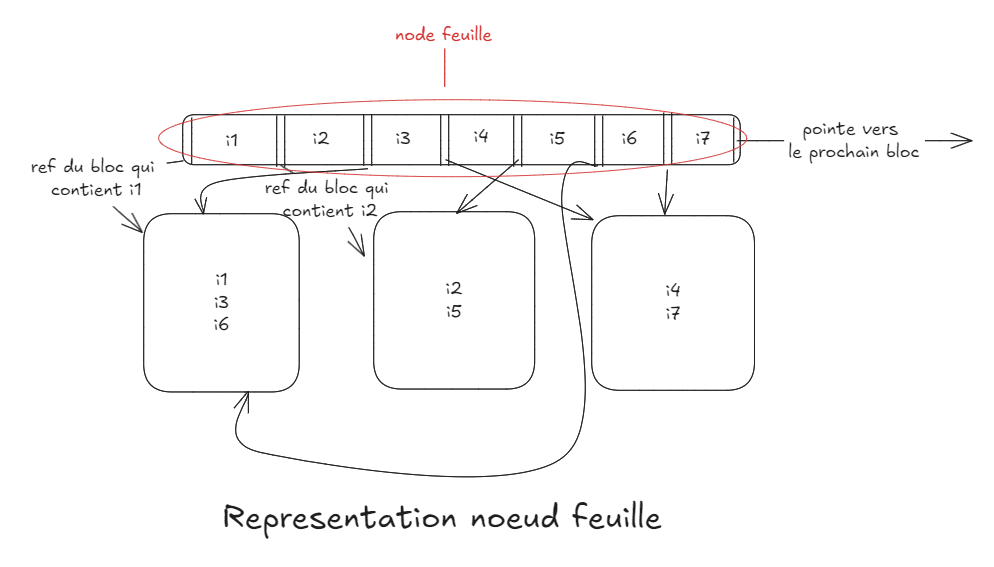 node feuille
i1 i2 i3 i4 i5 i6 i7
pointe vers
le prochain bloc
ref du bloc qui
contient i1
ref du bloc qui
contient i2
i1
i3
i6
i2
i5
i4
i7
Representation noeud feuille